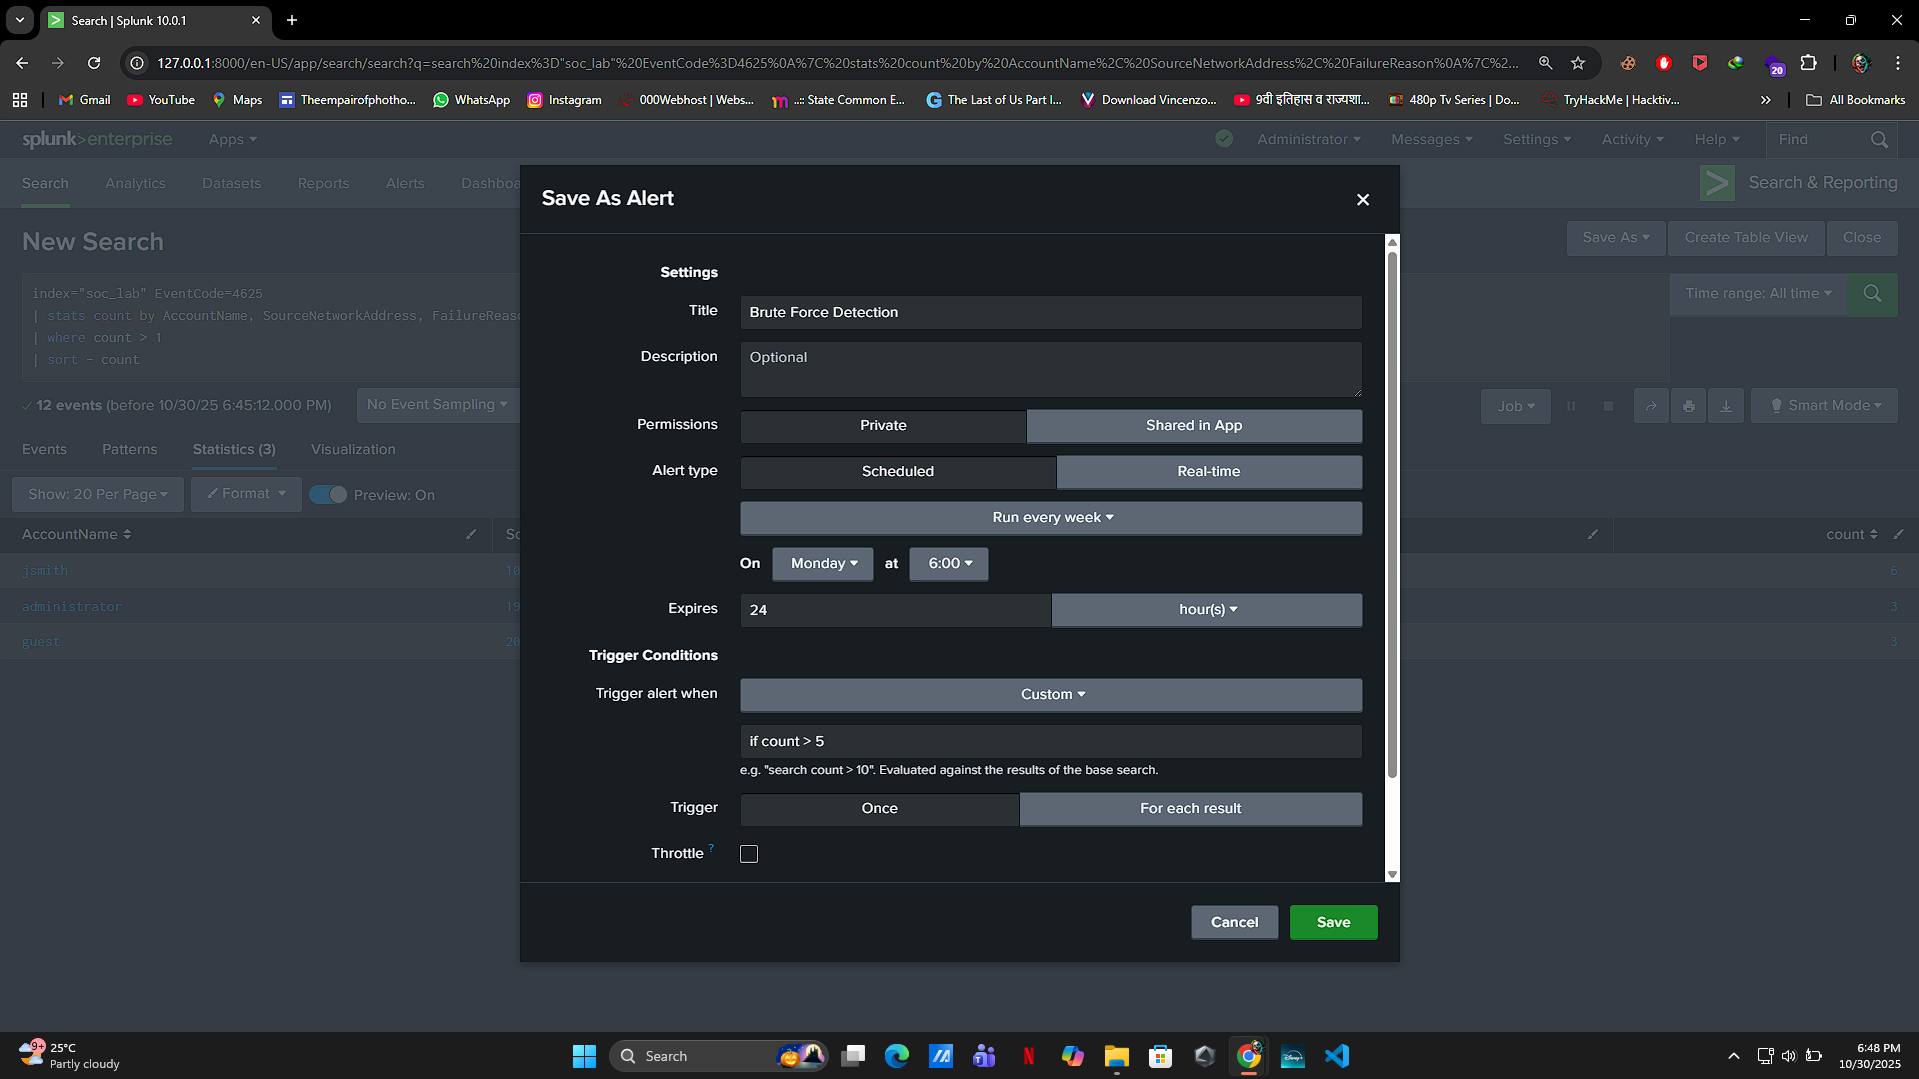 Search | Splunk 10.0.1
127.0.0.1:8000/en-US/app/search/search?q=search%20index%3D"soc_lab"%20EventCode%3D4625%0A%7C%20stats%20count%20by%20AccountName%2C%20SourceNetworkAddress%2C%20FailureReason%0A%7C%2...
20
Gmail YouTube Maps Theempairofphotho... WhatsApp Instagram 000Webhost | Webs... ..:: State Common E... The Last of Us Part I... Download Vincenzo... 9वी इतिहास व राज्यशा... 480p Tv Series | Do... TryHackMe | Hacktiv... » All Bookmarks
splunk>enterprise Apps Administrator Messages Settings Activity Help Find
Search Analytics Datasets Reports Alerts Dashboa Search & Reporting
New Search Save As Create Table View Close
index="soc_lab" EventCode=4625
| stats count by AccountName, SourceNetworkAddress, FailureReaso
| where count > 1
| sort - count
Time range: All time
12 events (before 10/30/25 6:45:12.000 PM) No Event Sampling Job Smart Mode
Events Patterns Statistics (3) Visualization
Show: 20 Per Page Format Preview: On
AccountName So count
jsmith 10 6
administrator 19 3
guest 20 3
Save As Alert
Settings
Title Brute Force Detection
Description Optional
Permissions Private Shared in App
Alert type Scheduled Real-time
Run every week
On Monday at 6:00
Expires 24 hour(s)
Trigger Conditions
Trigger alert when Custom
if count > 5
e.g. "search count > 10". Evaluated against the results of the base search.
Trigger Once For each result
Throttle ?
Cancel Save
9+
25°C
Partly cloudy
Search
6:48 PM
10/30/2025